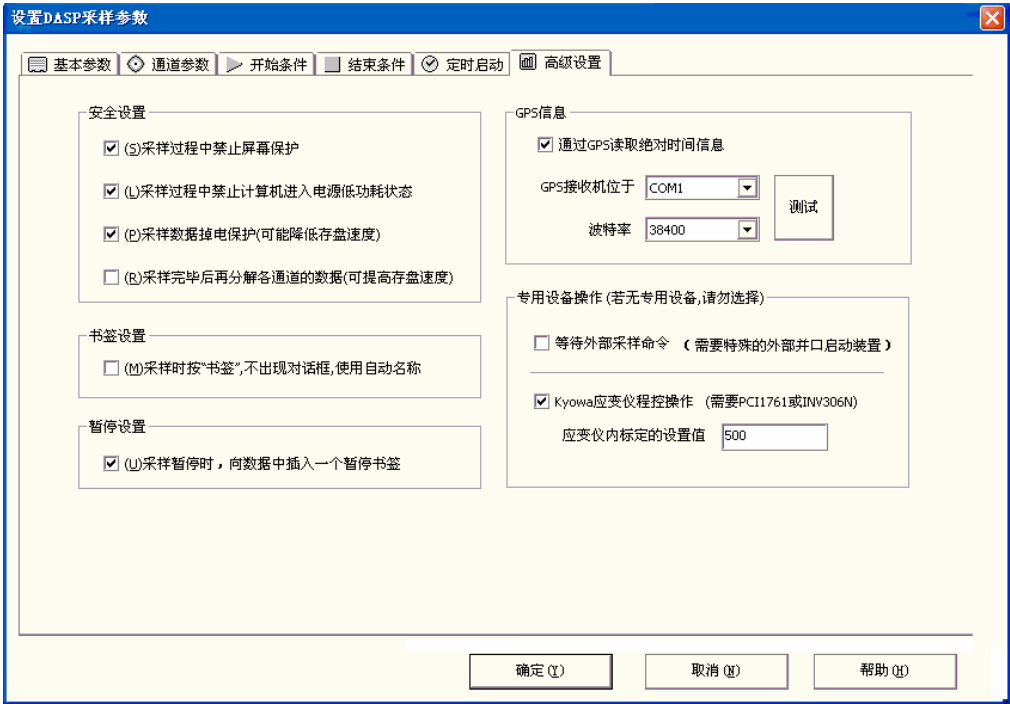 设置DASP采样参数
基本参数 通道参数 开始条件 结束条件 定时启动 高级设置
安全设置
(S)采样过程中禁止屏幕保护
(L)采样过程中禁止计算机进入电源低功耗状态
(P)采样数据掉电保护(可能降低存盘速度)
(R)采样完毕后再分解各通道的数据(可提高存盘速度)
书签设置
(M)采样时按"书签",不出现对话框,使用自动名称
暂停设置
(U)采样暂停时，向数据中插入一个暂停书签
GPS信息
通过GPS读取绝对时间信息
GPS接收机位于 COM1
波特率 38400
测试
专用设备操作(若无专用设备,请勿选择)
等待外部采样命令 (需要特殊的外部并口启动装置)
Kyowa应变仪程控操作 (需要PCI1761或INV306N)
应变仪内标定的设置值 500
确定(Y) 取消(N) 帮助(H)